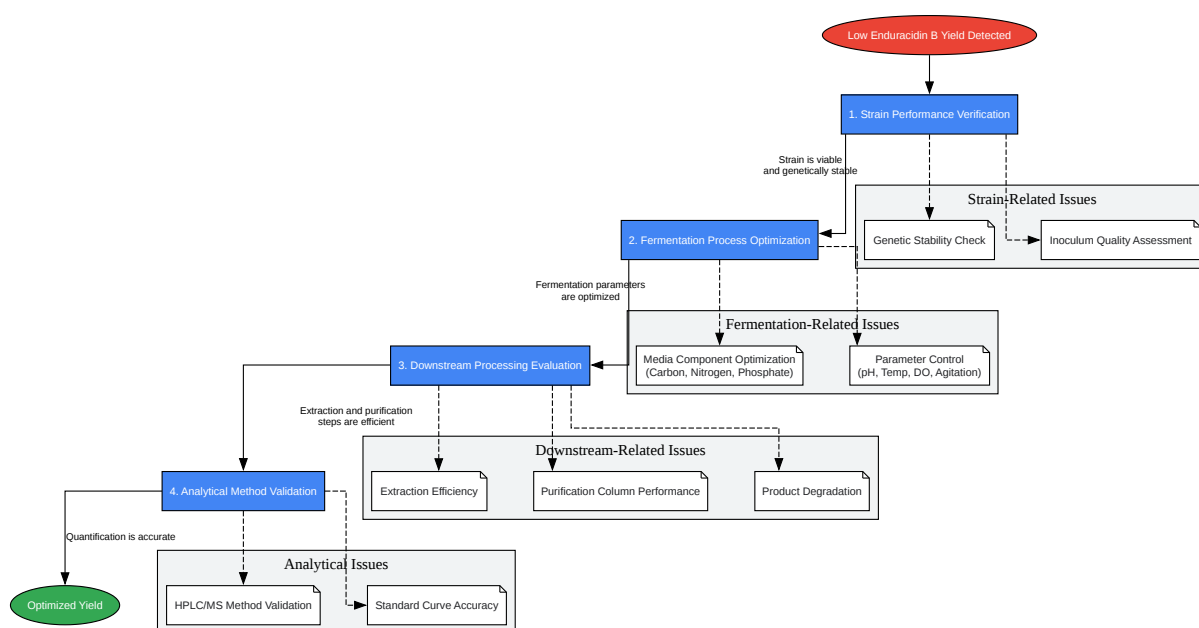 Low Enduracidin B Yield Detected
1. Strain Performance Verification
Strain is viable
and genetically stable
Strain-Related Issues
Genetic Stability Check
Inoculum Quality Assessment
2. Fermentation Process Optimization
Fermentation parameters
are optimized
Fermentation-Related Issues
Media Component Optimization
(Carbon, Nitrogen, Phosphate)
Parameter Control
(pH, Temp, DO, Agitation)
3. Downstream Processing Evaluation
Extraction and purification
steps are efficient
Downstream-Related Issues
Extraction Efficiency
Purification Column Performance
Product Degradation
4. Analytical Method Validation
Quantification is accurate
Analytical Issues
HPLC/MS Method Validation
Standard Curve Accuracy
Optimized Yield